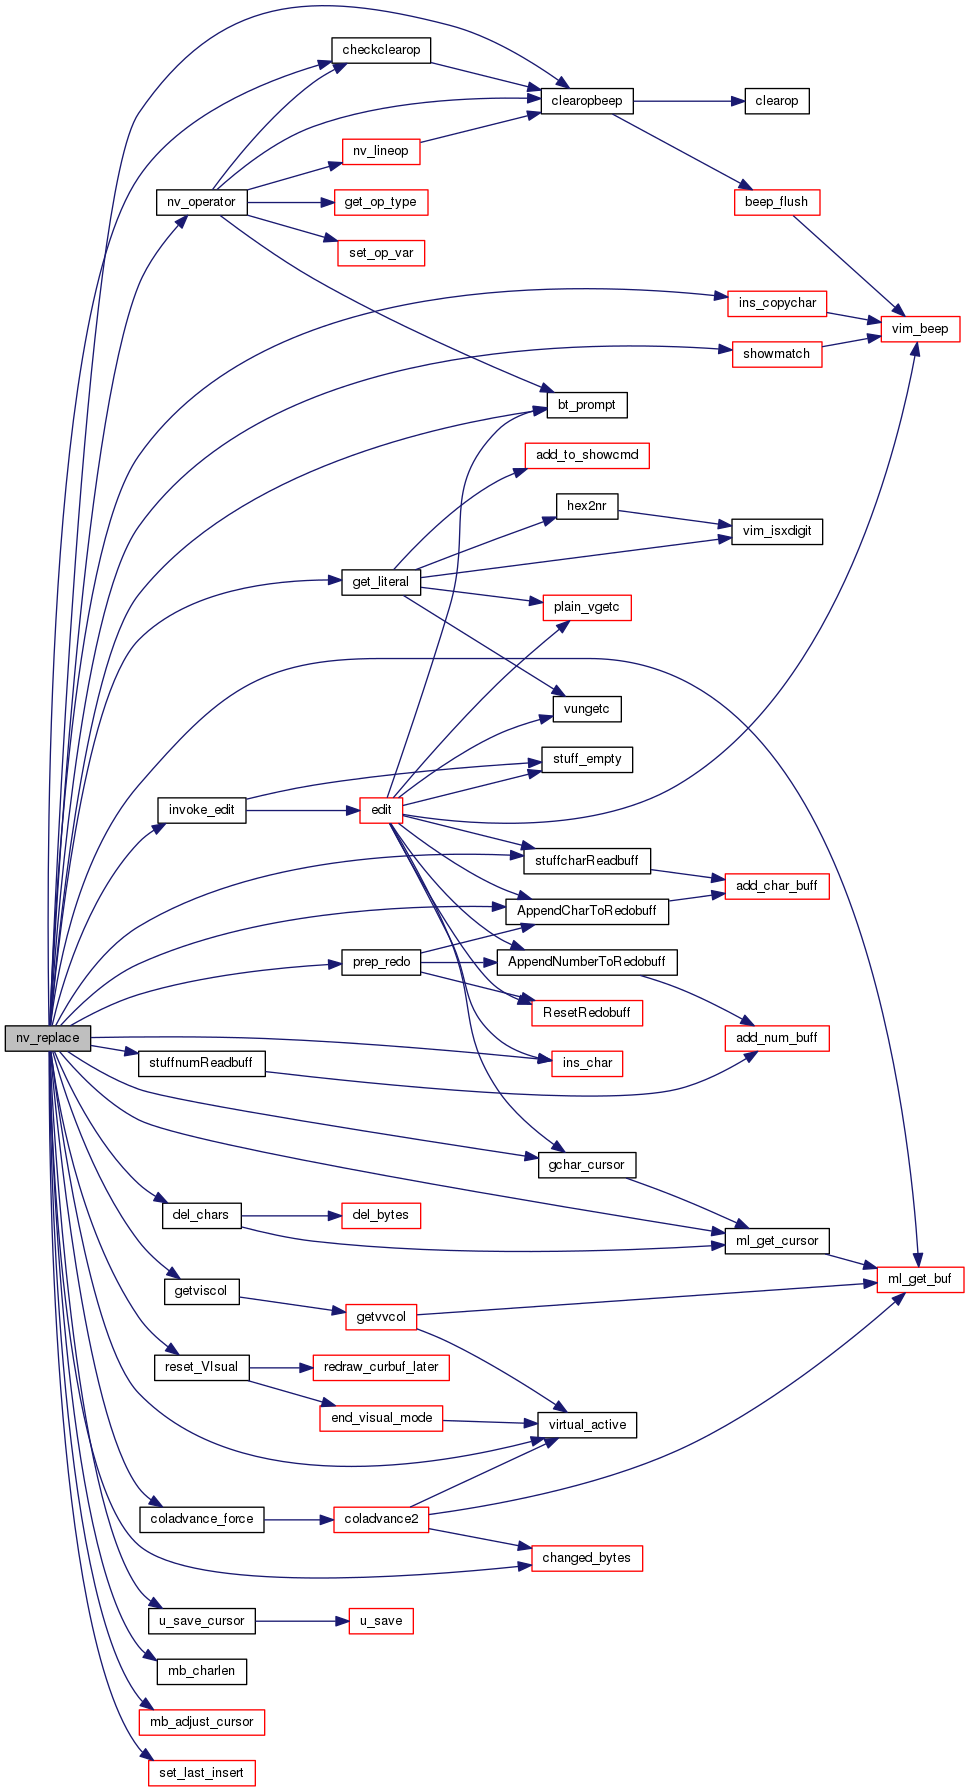 checkclearop
clearopbeep
clearop
nv_lineop
nv_operator
get_op_type
beep_flush
set_op_var
ins_copychar
vim_beep
showmatch
bt_prompt
add_to_showcmd
hex2nr
vim_isxdigit
get_literal
plain_vgetc
vungetc
stuff_empty
invoke_edit
edit
stuffcharReadbuff
add_char_buff
AppendCharToRedobuff
prep_redo
AppendNumberToRedobuff
ResetRedobuff
nv_replace
add_num_buff
stuffnumReadbuff
ins_char
gchar_cursor
del_chars
del_bytes
ml_get_cursor
ml_get_buf
getviscol
getvvcol
reset_VIsual
redraw_curbuf_later
end_visual_mode
virtual_active
coladvance_force
coladvance2
changed_bytes
u_save_cursor
u_save
mb_charlen
mb_adjust_cursor
set_last_insert